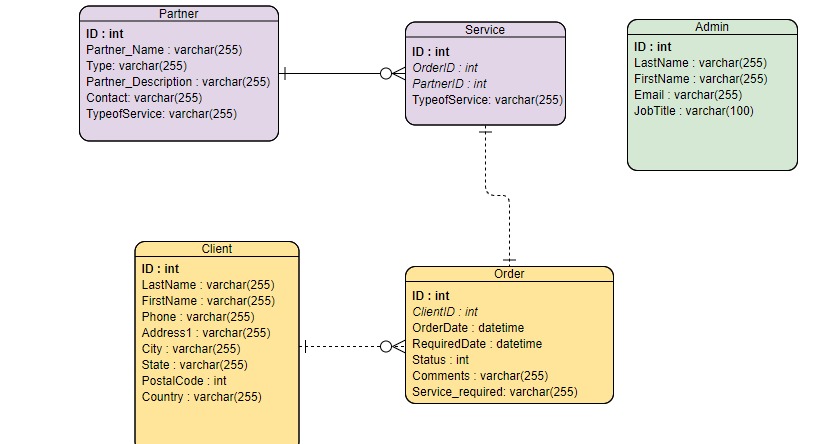 Partner
ID : int
Partner_Name : varchar(255)
Type: varchar(255)
Partner_Description : varchar(255)
Contact: varchar(255)
TypeofService: varchar(255)
Service
ID : int
OrderID : int
PartnerID : int
TypeofService: varchar(255)
Admin
ID : int
LastName : varchar(255)
FirstName : varchar(255)
Email : varchar(255)
JobTitle : varchar(100)
Client
ID : int
LastName : varchar(255)
FirstName : varchar(255)
Phone : varchar(255)
Address1 : varchar(255)
City : varchar(255)
State : varchar(255)
PostalCode : int
Country : varchar(255)
Order
ID : int
ClientID : int
OrderDate : datetime
RequiredDate : datetime
Status : int
Comments : varchar(255)
Service_required: varchar(255)